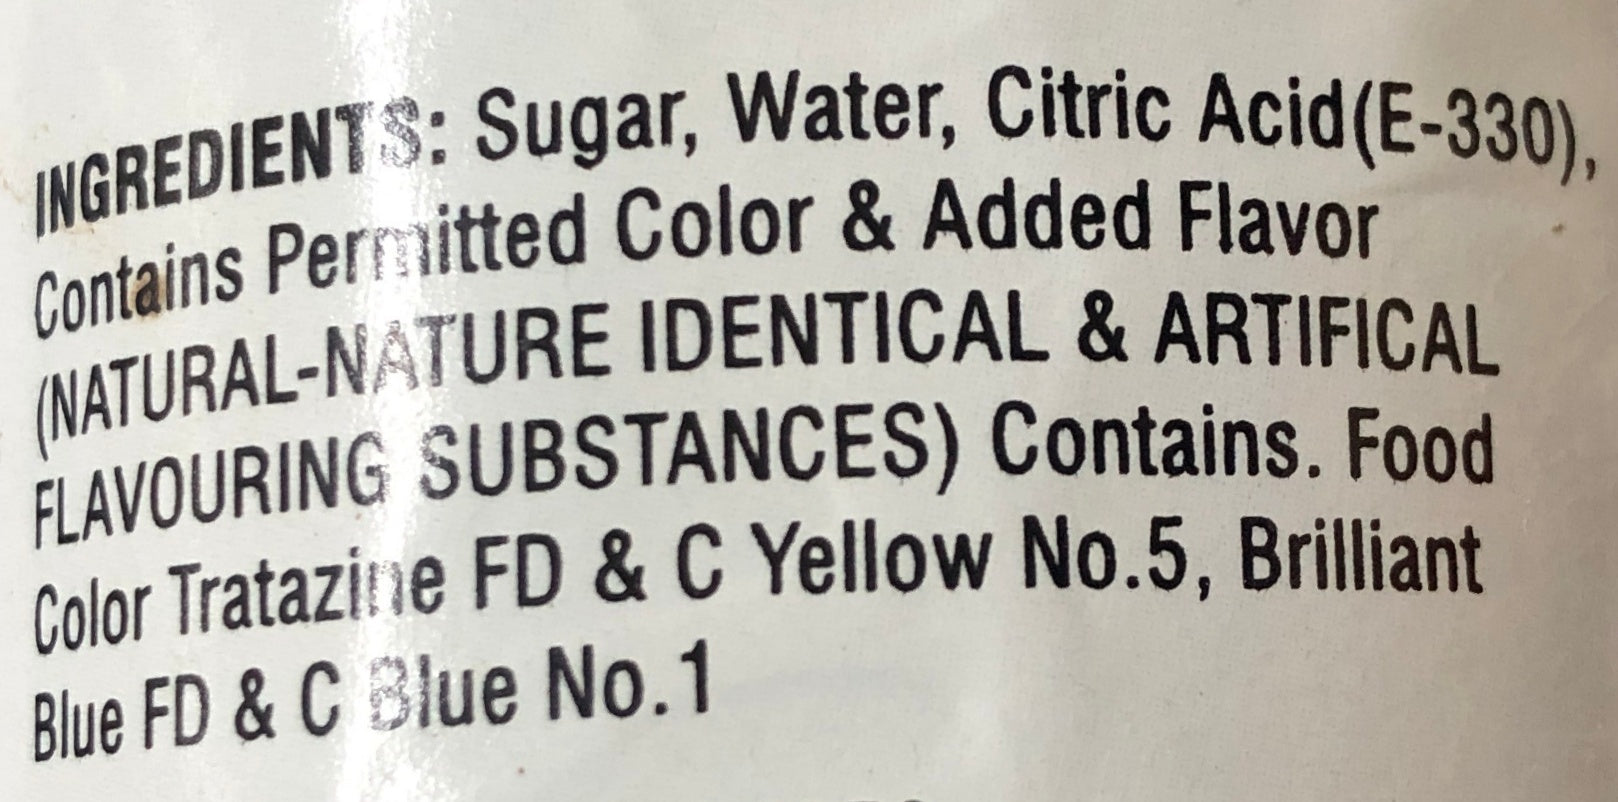 INGREDIENTS: Sugar, Water, Citric Acid(E-330),
Contains Permitted Color & Added Flavor
(NATURAL-NATURE IDENTICAL & ARTIFICAL
FLAVOURING SUBSTANCES) Contains. Food
Color Tratazine FD & C Yellow No.5, Brilliant
Blue FD & C Blue No.1